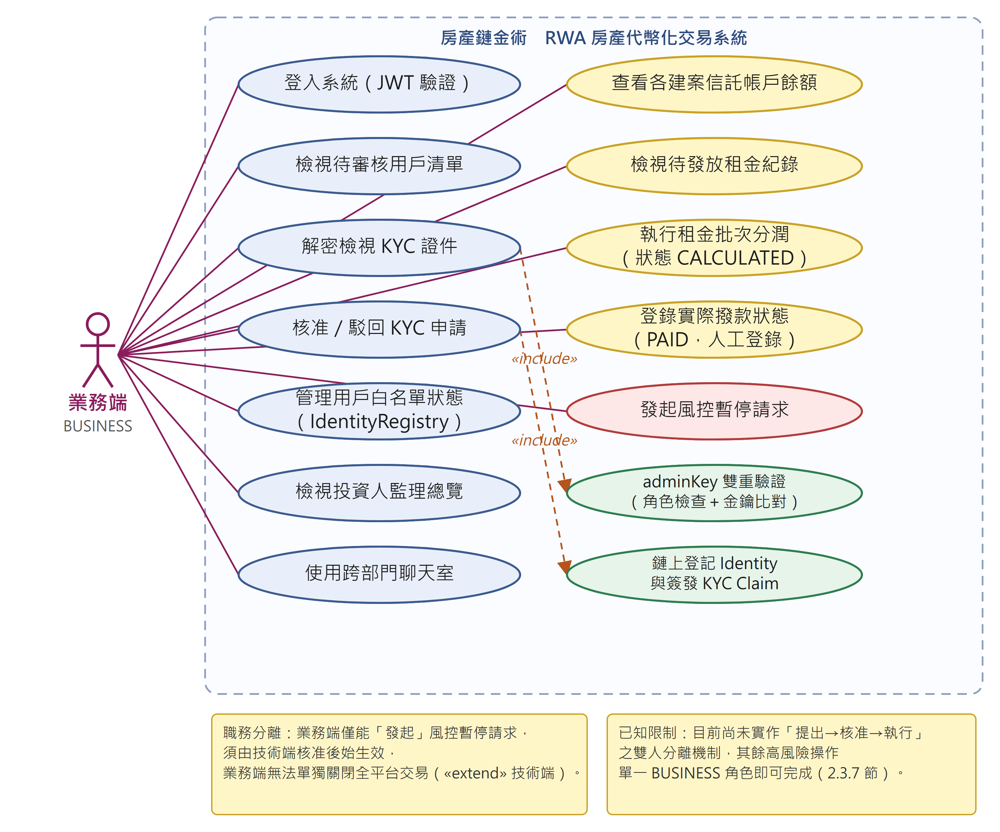 房產鏈金術　RWA 房產代幣化交易系統
登入系統（JWT 驗證）
查看各建案信託帳戶餘額
檢視待審核用戶清單
檢視待發放租金紀錄
解密檢視 KYC 證件
執行租金批次分潤
（狀態 CALCULATED）
核准 / 駁回 KYC 申請
登錄實際撥款狀態
（PAID，人工登錄）
«include»
管理用戶白名單狀態
（IdentityRegistry）
發起風控暫停請求
«include»
業務端
BUSINESS
檢視投資人監理總覽
adminKey 雙重驗證
（角色檢查+金鑰比對）
使用跨部門聊天室
鏈上登記 Identity
與簽發 KYC Claim
職務分離：業務端僅能「發起」風控暫停請求，
須由技術端核准後始生效，
業務端無法單獨關閉全平台交易（«extend» 技術端）。
已知限制：目前尚未實作「提出→核准→執行」
之雙人分離機制，其餘高風險操作
單一 BUSINESS 角色即可完成（2.3.7 節）。